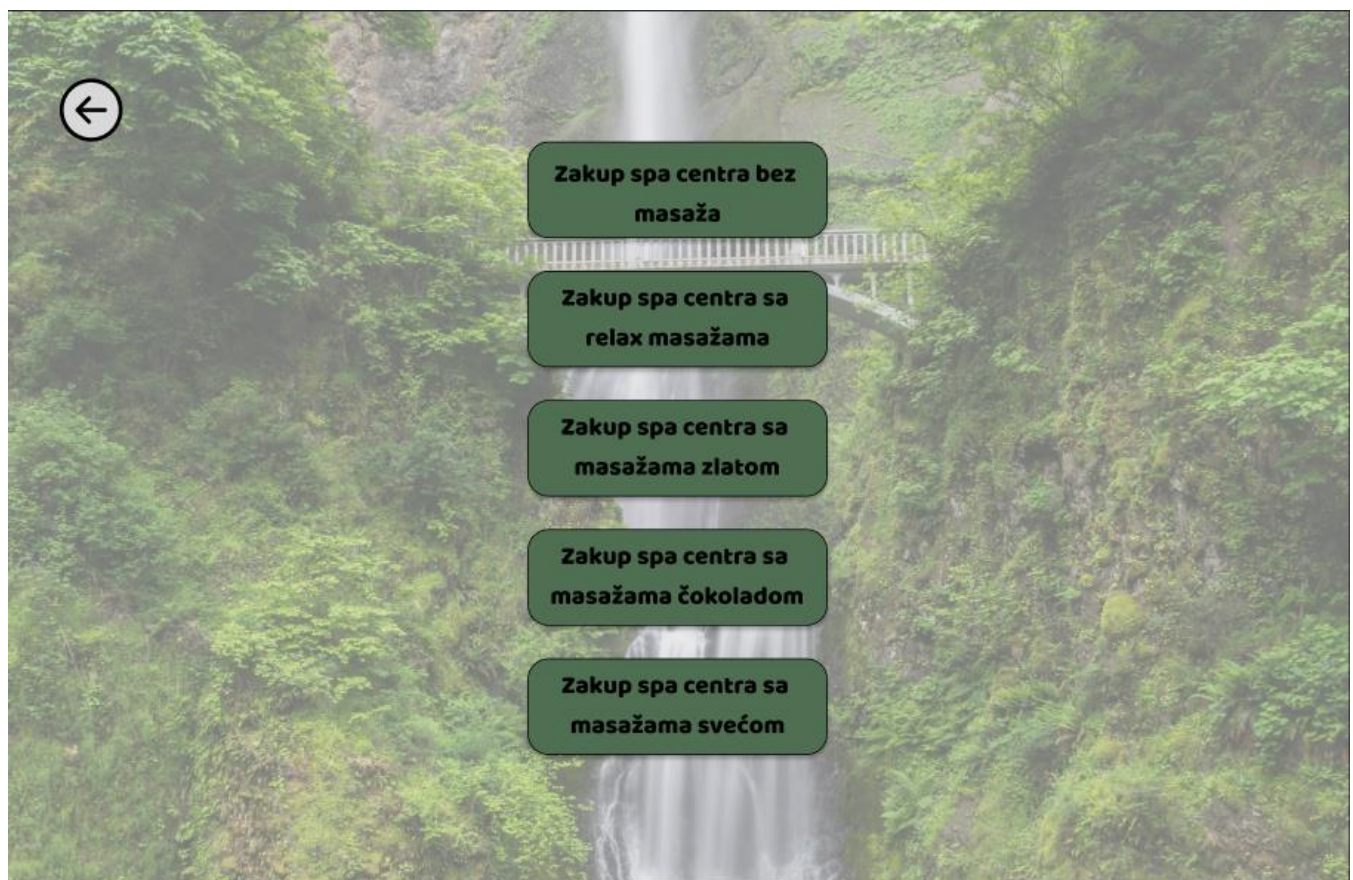 Zakup spa centra bez
masaža
Zakup spa centra sa
relax masažama
Zakup spa centra sa
masažama zlatom
Zakup spa centra sa
masažama čokoladom
Zakup spa centra sa
masažama svećom